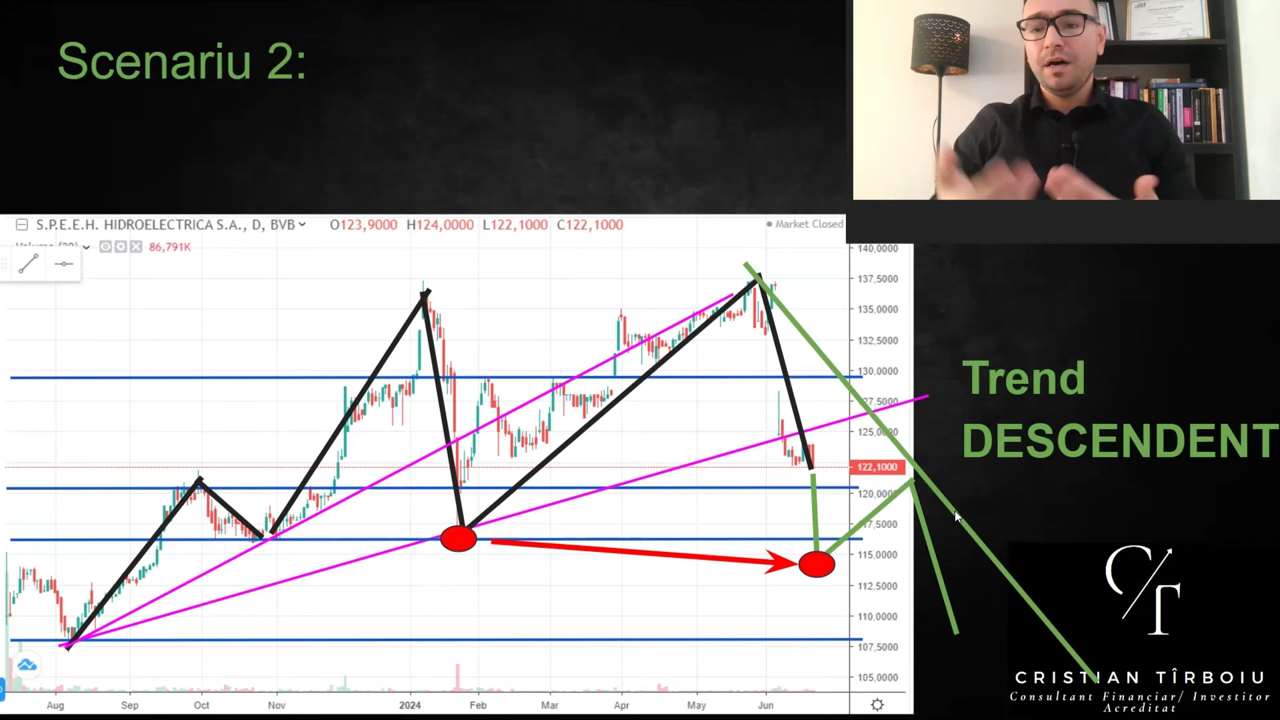 Scenariu 2:
S.P.E.E.H. HIDROELECTRICA S.A., D, BVB
O123,9000 H124,0000 L122,1000 C122,1000
Market Closed
86,791K
140,0000
137,5000
135,0000
132,5000
130,0000
127,5000
125,0000
122,1000
120,0000
117,5000
115,0000
112,5000
110,0000
107,5000
105,0000
Aug Sep Oct Nov 2024 Feb Mar Apr May Jun
Trend
DESCENDENT
CT
CRISTIAN TÎRBOIU
Consultant Financiar/ Investitor
Acreditat